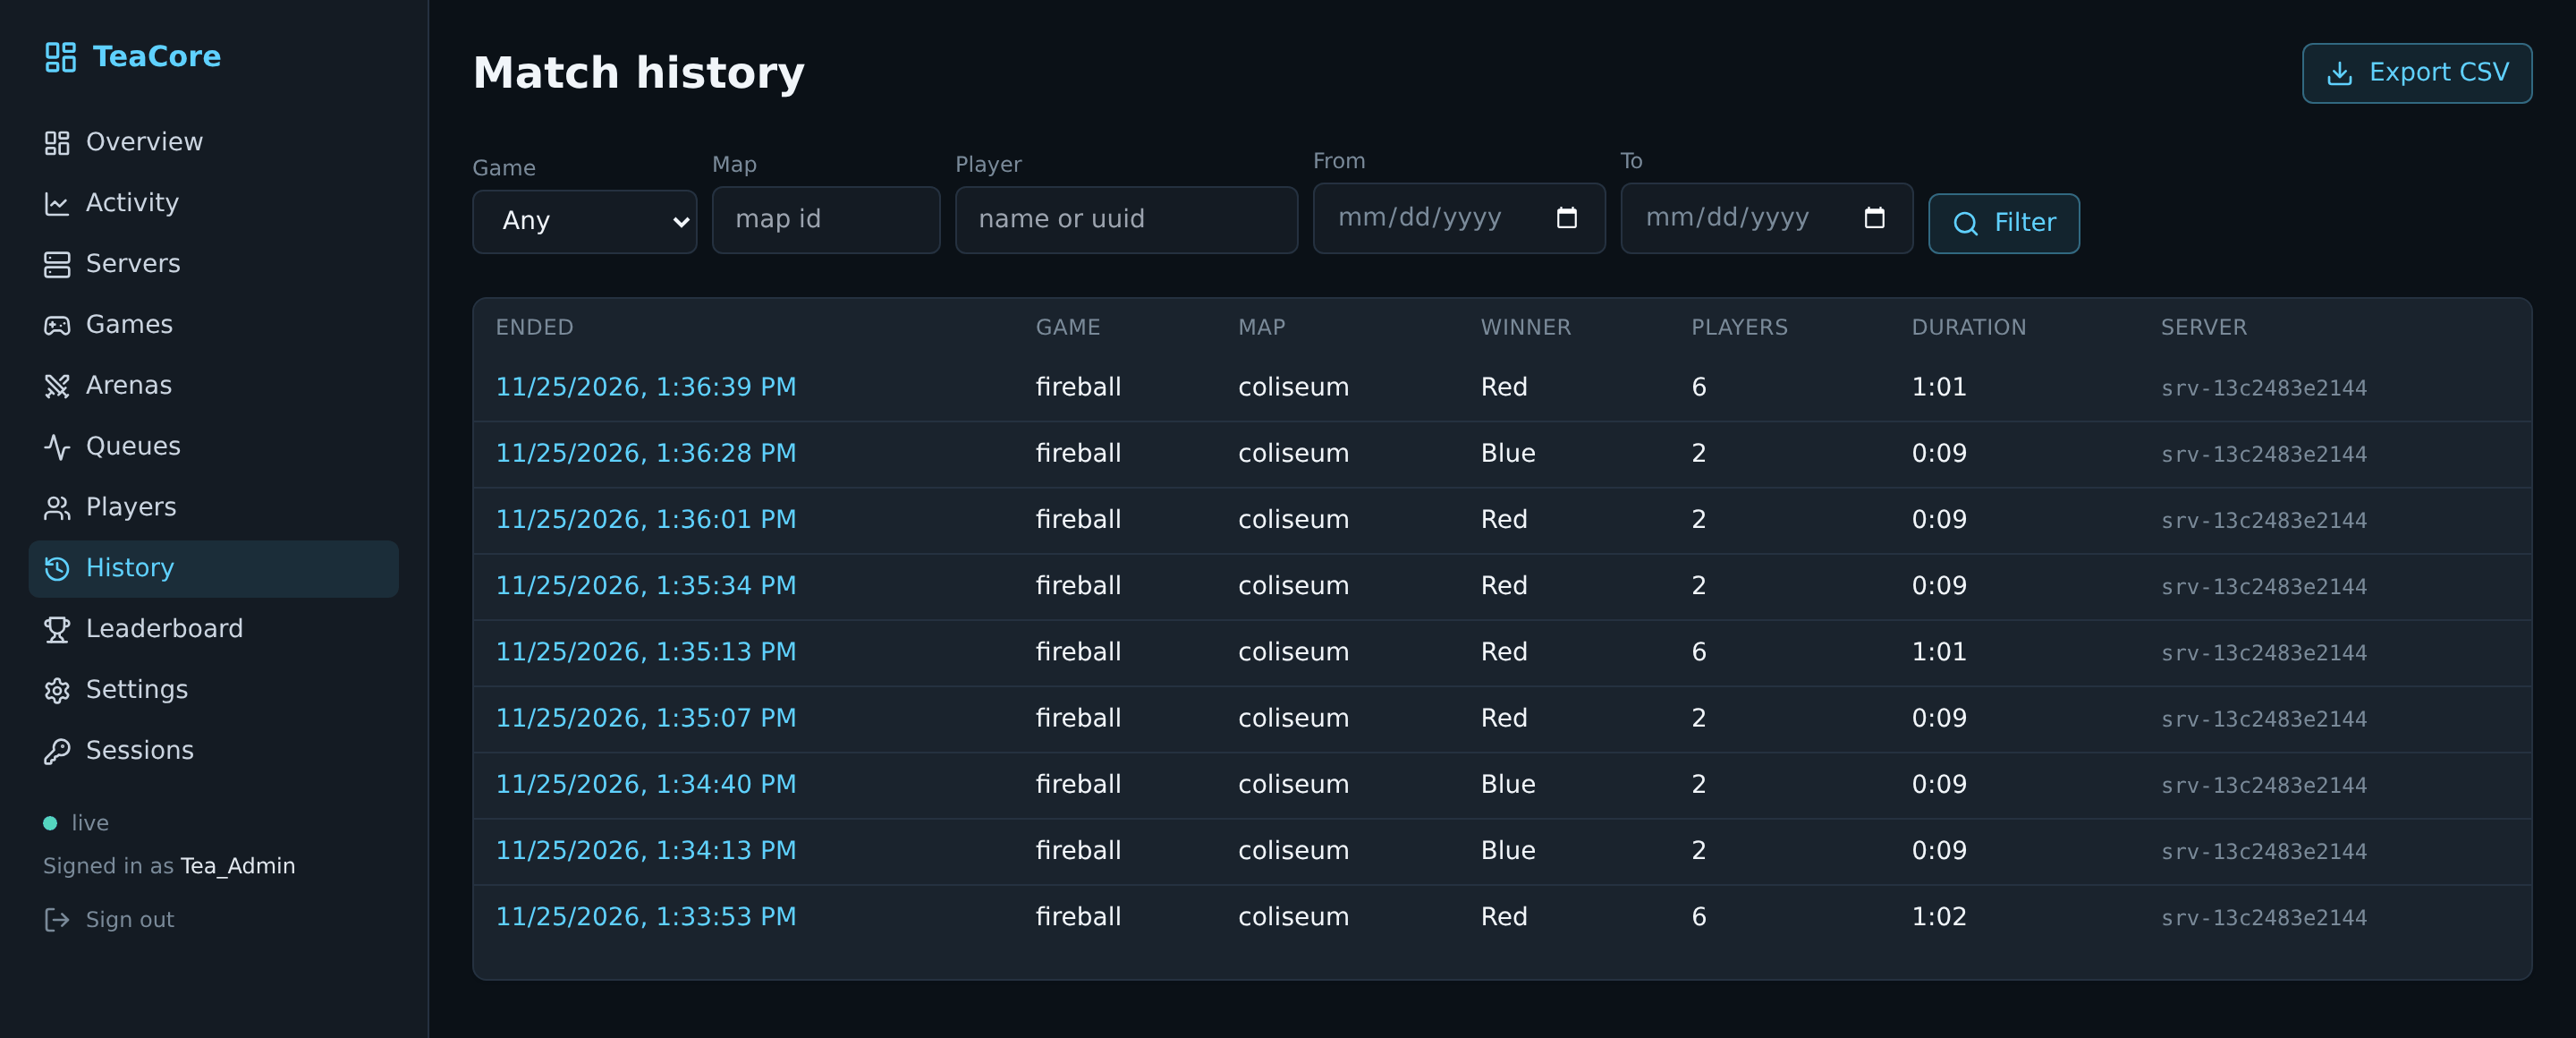 TeaCore
Overview
Activity
Servers
Games
Arenas
Queues
Players
History
Leaderboard
Settings
Sessions
live
Signed in as Tea_Admin
Sign out
Match history
Export CSV
Game Map Player From To
Any map id name or uuid mm/dd/yyyy mm/dd/yyyy Filter
ENDED GAME MAP WINNER PLAYERS DURATION SERVER
11/25/2026, 1:36:39 PM fireball coliseum Red 6 1:01 srv-13c2483e2144
11/25/2026, 1:36:28 PM fireball coliseum Blue 2 0:09 srv-13c2483e2144
11/25/2026, 1:36:01 PM fireball coliseum Red 2 0:09 srv-13c2483e2144
11/25/2026, 1:35:34 PM fireball coliseum Red 2 0:09 srv-13c2483e2144
11/25/2026, 1:35:13 PM fireball coliseum Red 6 1:01 srv-13c2483e2144
11/25/2026, 1:35:07 PM fireball coliseum Red 2 0:09 srv-13c2483e2144
11/25/2026, 1:34:40 PM fireball coliseum Blue 2 0:09 srv-13c2483e2144
11/25/2026, 1:34:13 PM fireball coliseum Blue 2 0:09 srv-13c2483e2144
11/25/2026, 1:33:53 PM fireball coliseum Red 6 1:02 srv-13c2483e2144